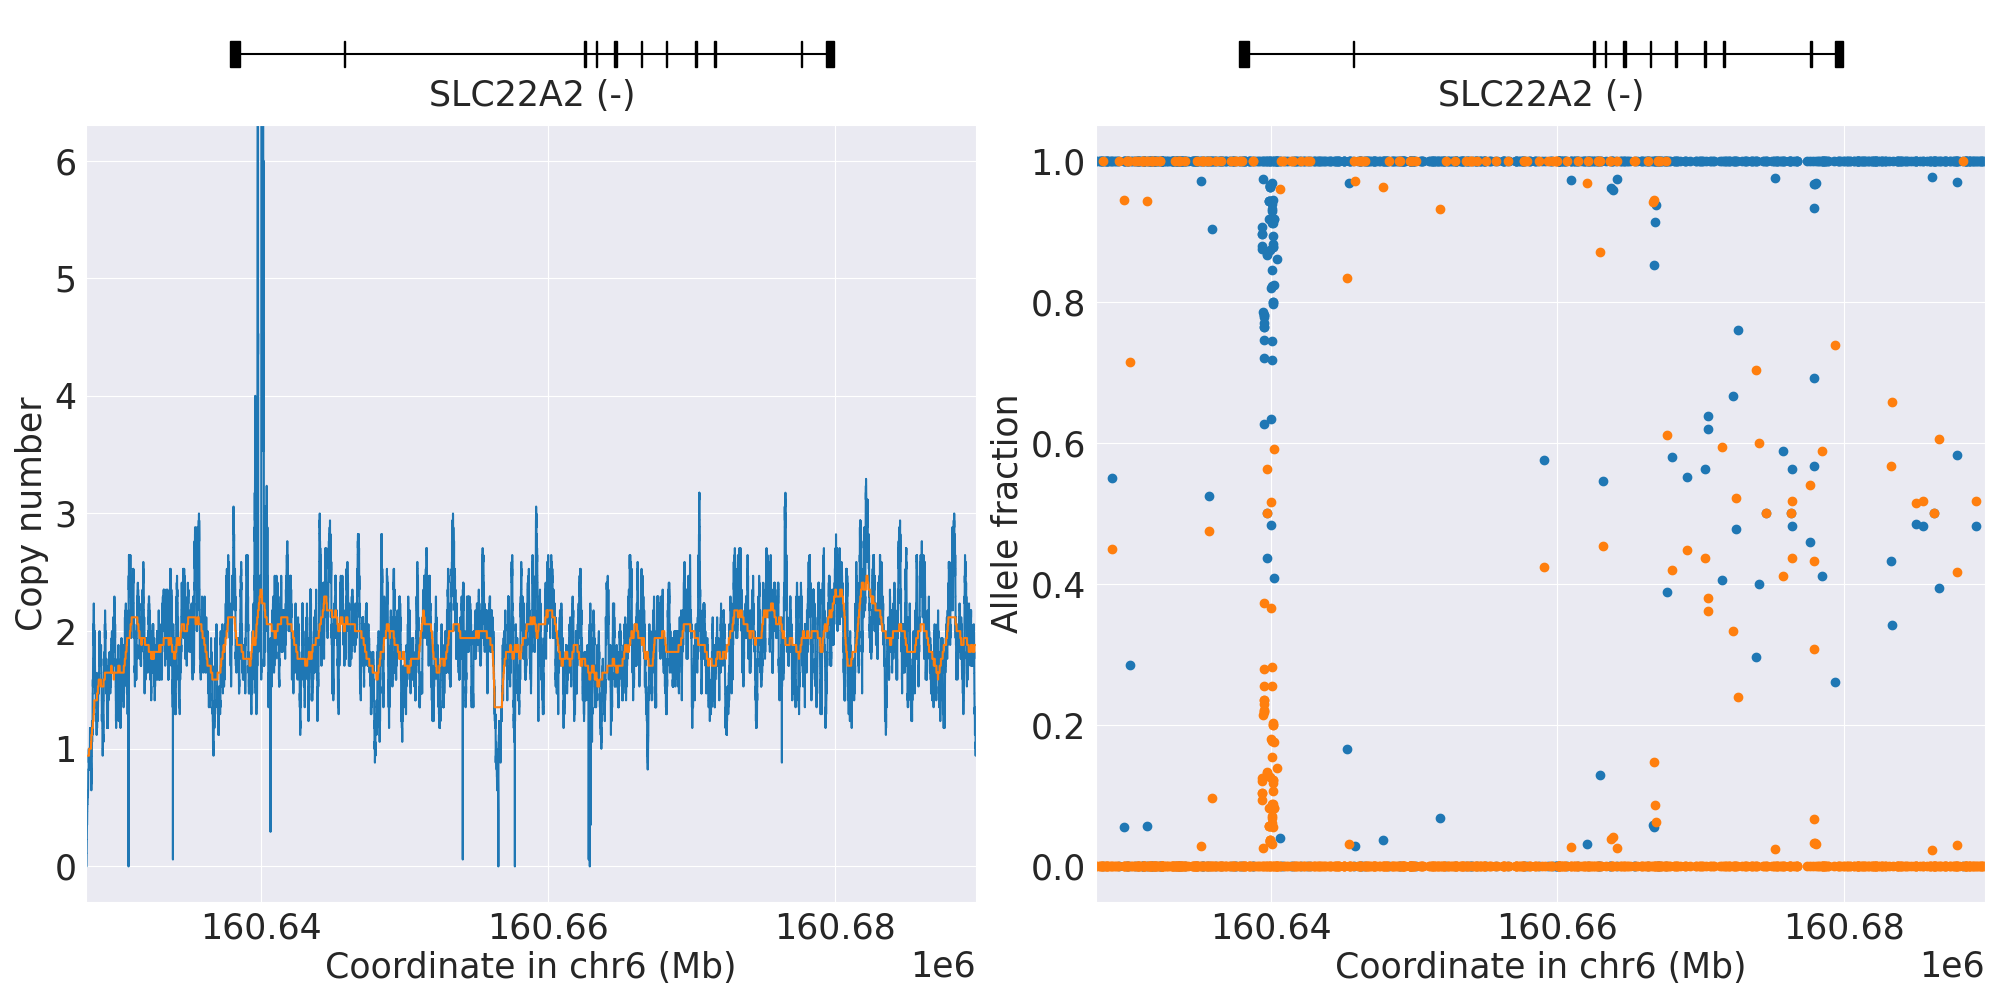 SLC22A2 (-)
6
5
4
3
2
1
0
Copy number
160.64
160.66
160.68
Coordinate in chr6 (Mb)
1e6
SLC22A2 (-)
1.0
0.8
0.6
0.4
0.2
0.0
Allele fraction
160.64
160.66
160.68
Coordinate in chr6 (Mb)
1e6